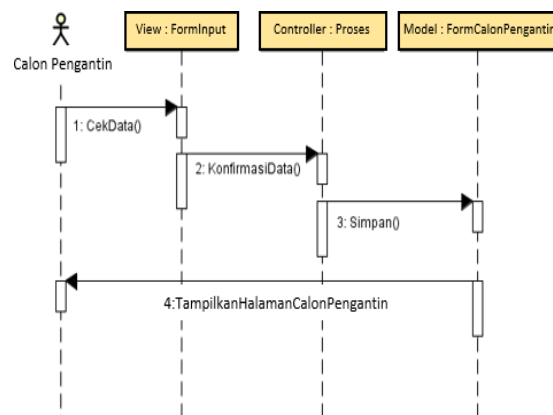 View : FormInput
Controller : Proses
Model : FormCalonPengantin
Calon Pengantin
1: CekData()
2: KonfirmasiData()
3: Simpan()
4:TampilkanHalamanCalonPengantin